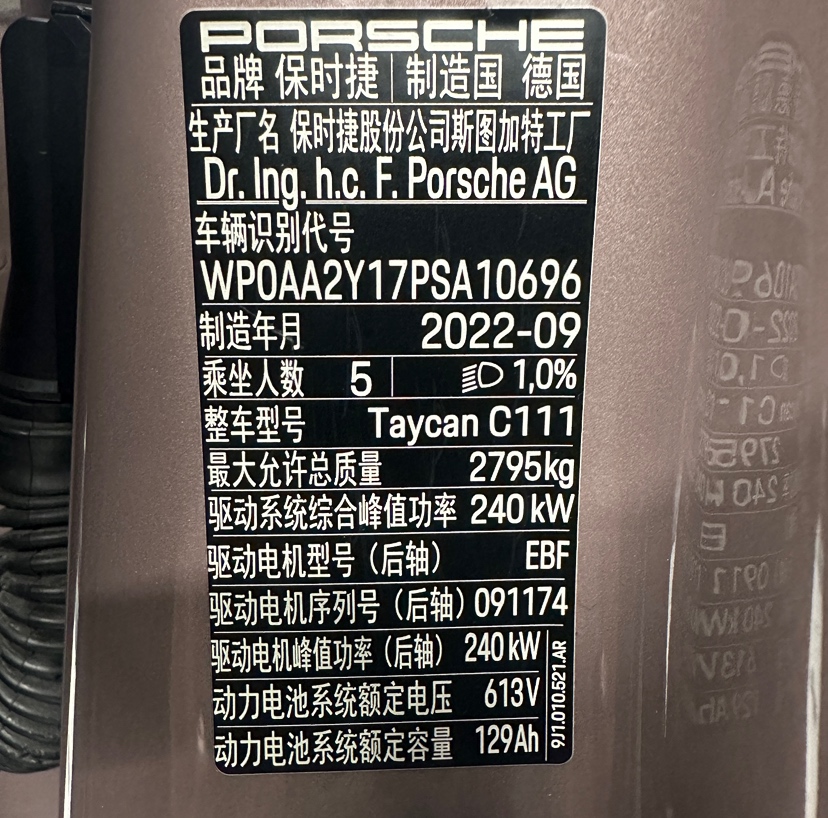 PORSCHE
品牌 保时捷 制造国 德国
生产厂名 保时捷股份公司斯图加特工厂
Dr. Ing. h.c. F. Porsche AG
车辆识别代号
WP0AA2Y17PSA10696
制造年月 2022-09
乘坐人数 5 1,0%
整车型号 Taycan C111
最大允许总质量 2795kg
驱动系统综合峰值功率 240 kW
驱动电机型号（后轴） EBF
驱动电机序列号（后轴）091174
驱动电机峰值功率（后轴） 240 kW
动力电池系统额定电压 613V
动力电池系统额定容量 129Ah
9J1.010.521.AR